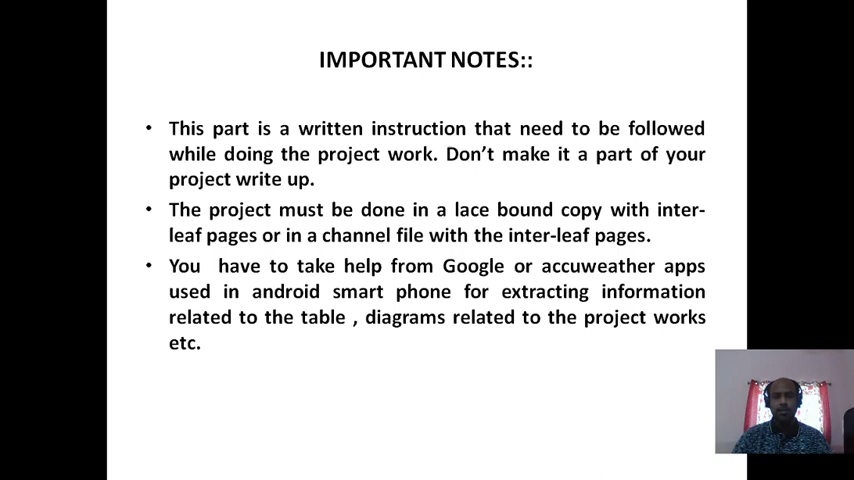 IMPORTANT NOTES::
• This part is a written instruction that need to be followed
while doing the project work. Don’t make it a part of your
project write up.
• The project must be done in a lace bound copy with inter-
leaf pages or in a channel file with the inter-leaf pages.
• You have to take help from Google or accuweather apps
used in android smart phone for extracting information
related to the table , diagrams related to the project works
etc.